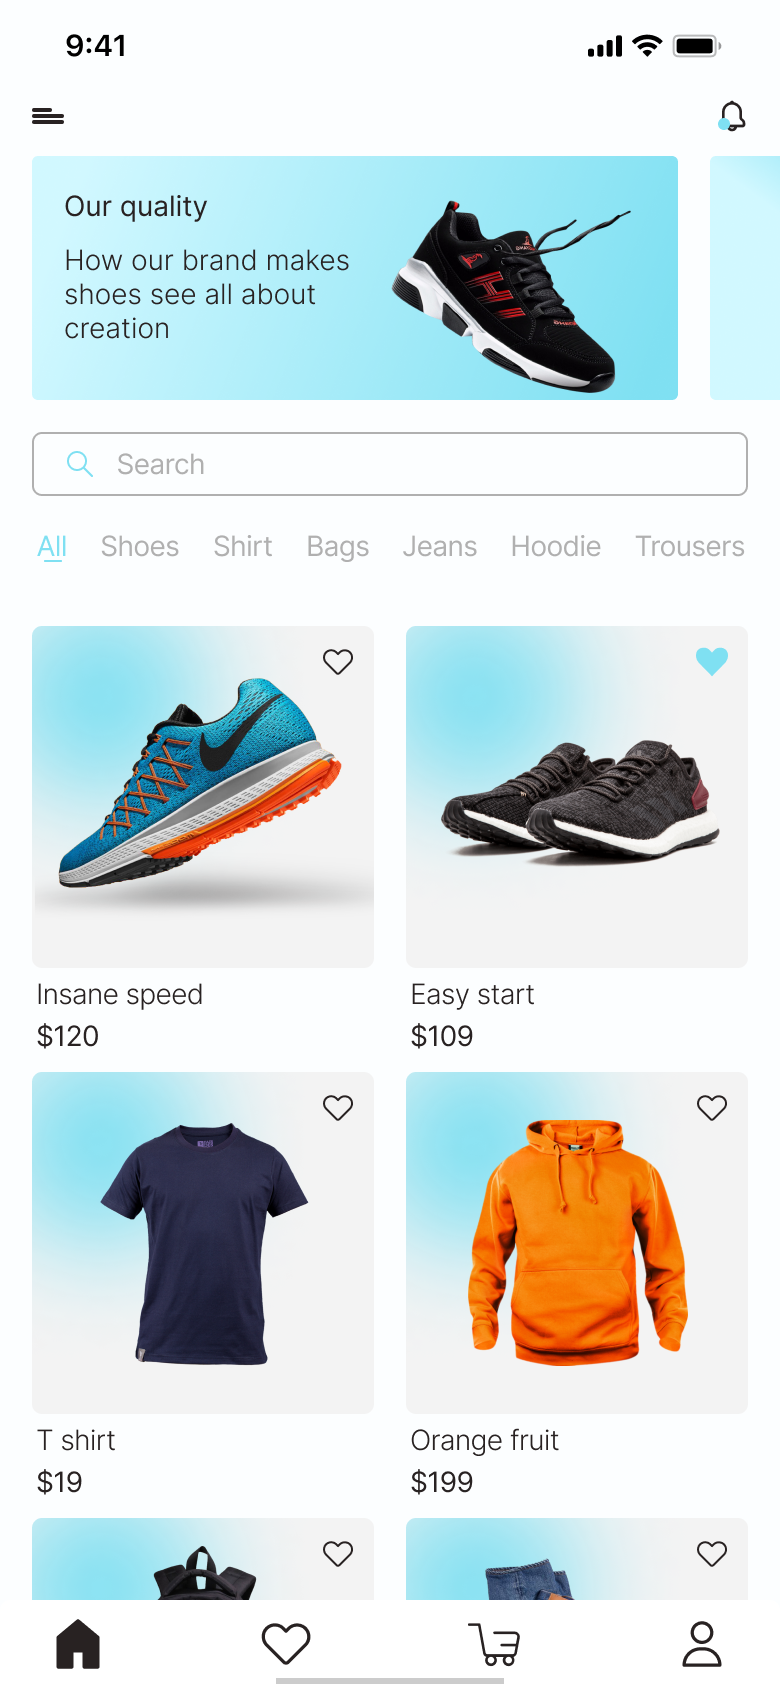 9:41
Our quality
How our brand makes
shoes see all about
creation
Search
All Shoes Shirt Bags Jeans Hoodie Trousers
Insane speed
$120
Easy start
$109
T shirt
$19
Orange fruit
$199